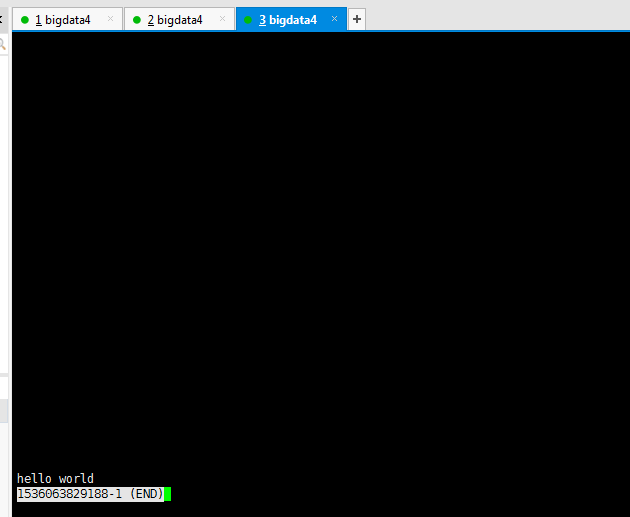 1 bigdata4
2 bigdata4
3 bigdata4
hello world
1536063829188-1 (END)